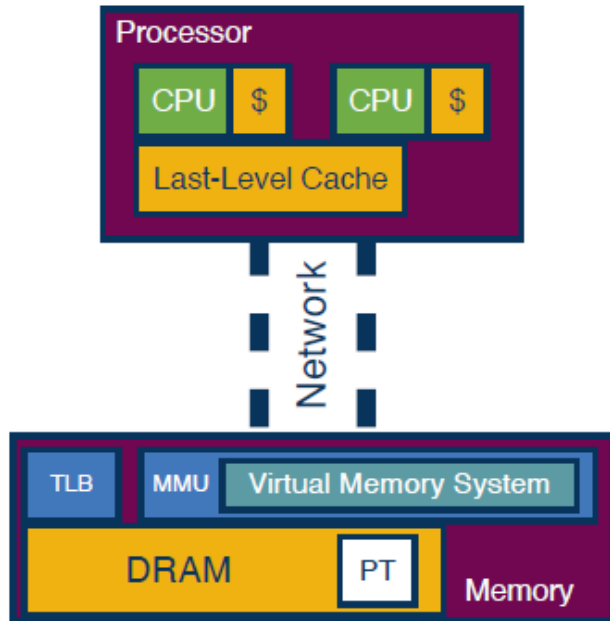 Processor
CPU $ CPU $
Last-Level Cache
Network
TLB MMU Virtual Memory System
DRAM PT
Memory